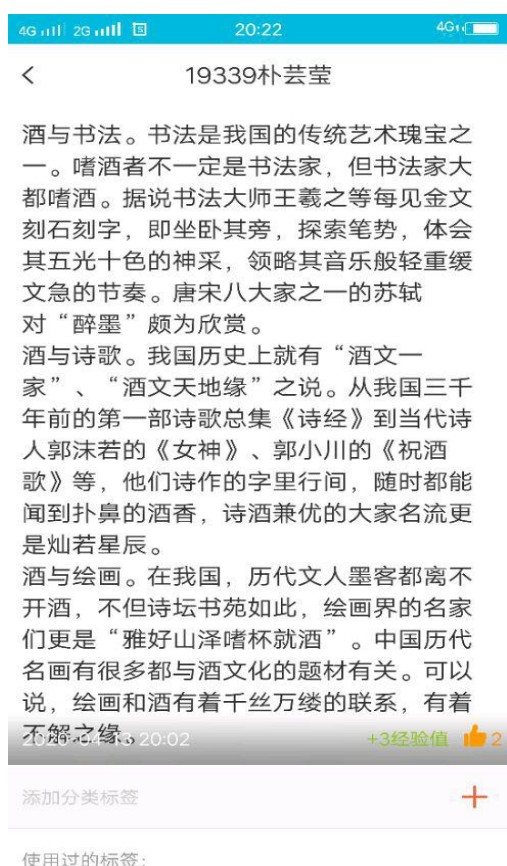 4G 2G 20:22 4G
19339朴芸莹
酒与书法。书法是我国的传统艺术瑰宝之
一。嗜酒者不一定是书法家，但书法家大
都嗜酒。据说书法大师王羲之等每见金文
刻石刻字，即坐卧其旁，探索笔势，体会
其五光十色的神采，领略其音乐般轻重缓
文急的节奏。唐宋八大家之一的苏轼
对“醉墨”颇为欣赏。
酒与诗歌。我国历史上就有“酒文一
家”、“酒文天地缘”之说。从我国三千
年前的第一部诗歌总集《诗经》到当代诗
人郭沫若的《女神》、郭小川的《祝酒
歌》等，他们诗作的字里行间，随时都能
闻到扑鼻的酒香，诗酒兼优的大家名流更
是灿若星辰。
酒与绘画。在我国，历代文人墨客都离不
开酒，不但诗坛书苑如此，绘画界的名家
们更是“雅好山泽嗜杯就酒”。中国历代
名画有很多都与酒文化的题材有关。可以
说，绘画和酒有着千丝万缕的联系，有着
不解之缘。
20:02 +3经验值 2
添加分类标签
使用过的标签：